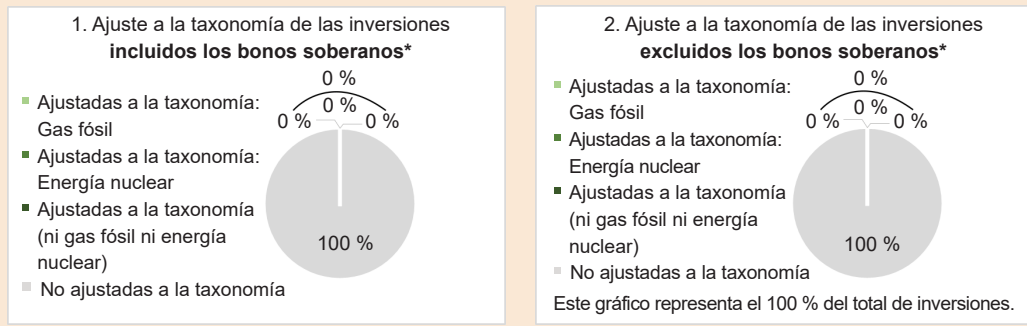 1. Ajuste a la taxonomía de las inversiones
incluidos los bonos soberanos*
0 %
0 %
0 %
0 %
Ajustadas a la taxonomía:
Gas fósil
Ajustadas a la taxonomía:
Energía nuclear
Ajustadas a la taxonomía
(ni gas fósil ni energía
nuclear)
No ajustadas a la taxonomía
100 %
2. Ajuste a la taxonomía de las inversiones
excluidos los bonos soberanos*
0 %
0 %
0 %
0 %
Ajustadas a la taxonomía:
Gas fósil
Ajustadas a la taxonomía:
Energía nuclear
Ajustadas a la taxonomía
(ni gas fósil ni energía
nuclear)
No ajustadas a la taxonomía
100 %
Este gráfico representa el 100 % del total de inversiones.